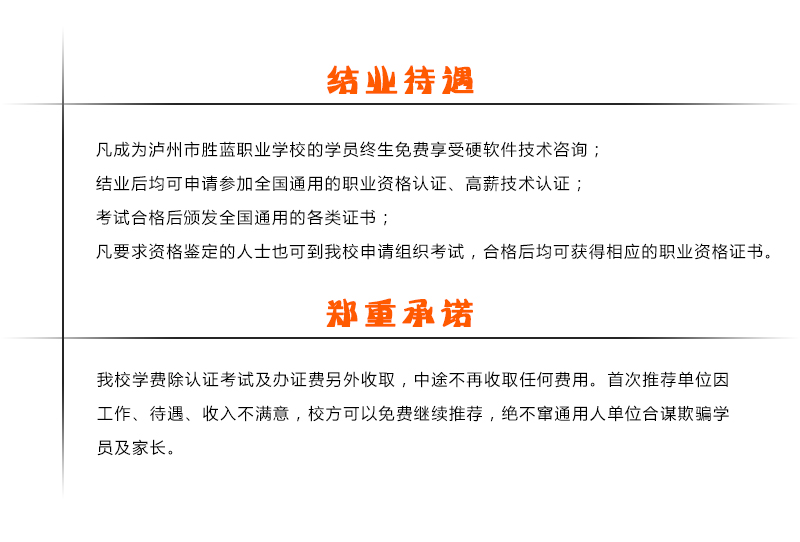 结业待遇
凡成为泸州市胜蓝职业学校的学员终生免费享受硬软件技术咨询；
结业后均可申请参加全国通用的职业资格认证、高薪技术认证；
考试合格后颁发全国通用的各类证书；
凡要求资格鉴定的人士也可到我校申请组织考试，合格后均可获得相应的职业资格证书。
郑重承诺
我校学费除认证考试及办证费另外收取，中途不再收取任何费用。首次推荐单位因
工作、待遇、收入不满意，校方可以免费继续推荐，绝不窜通用人单位合谋欺骗学
员及家长。